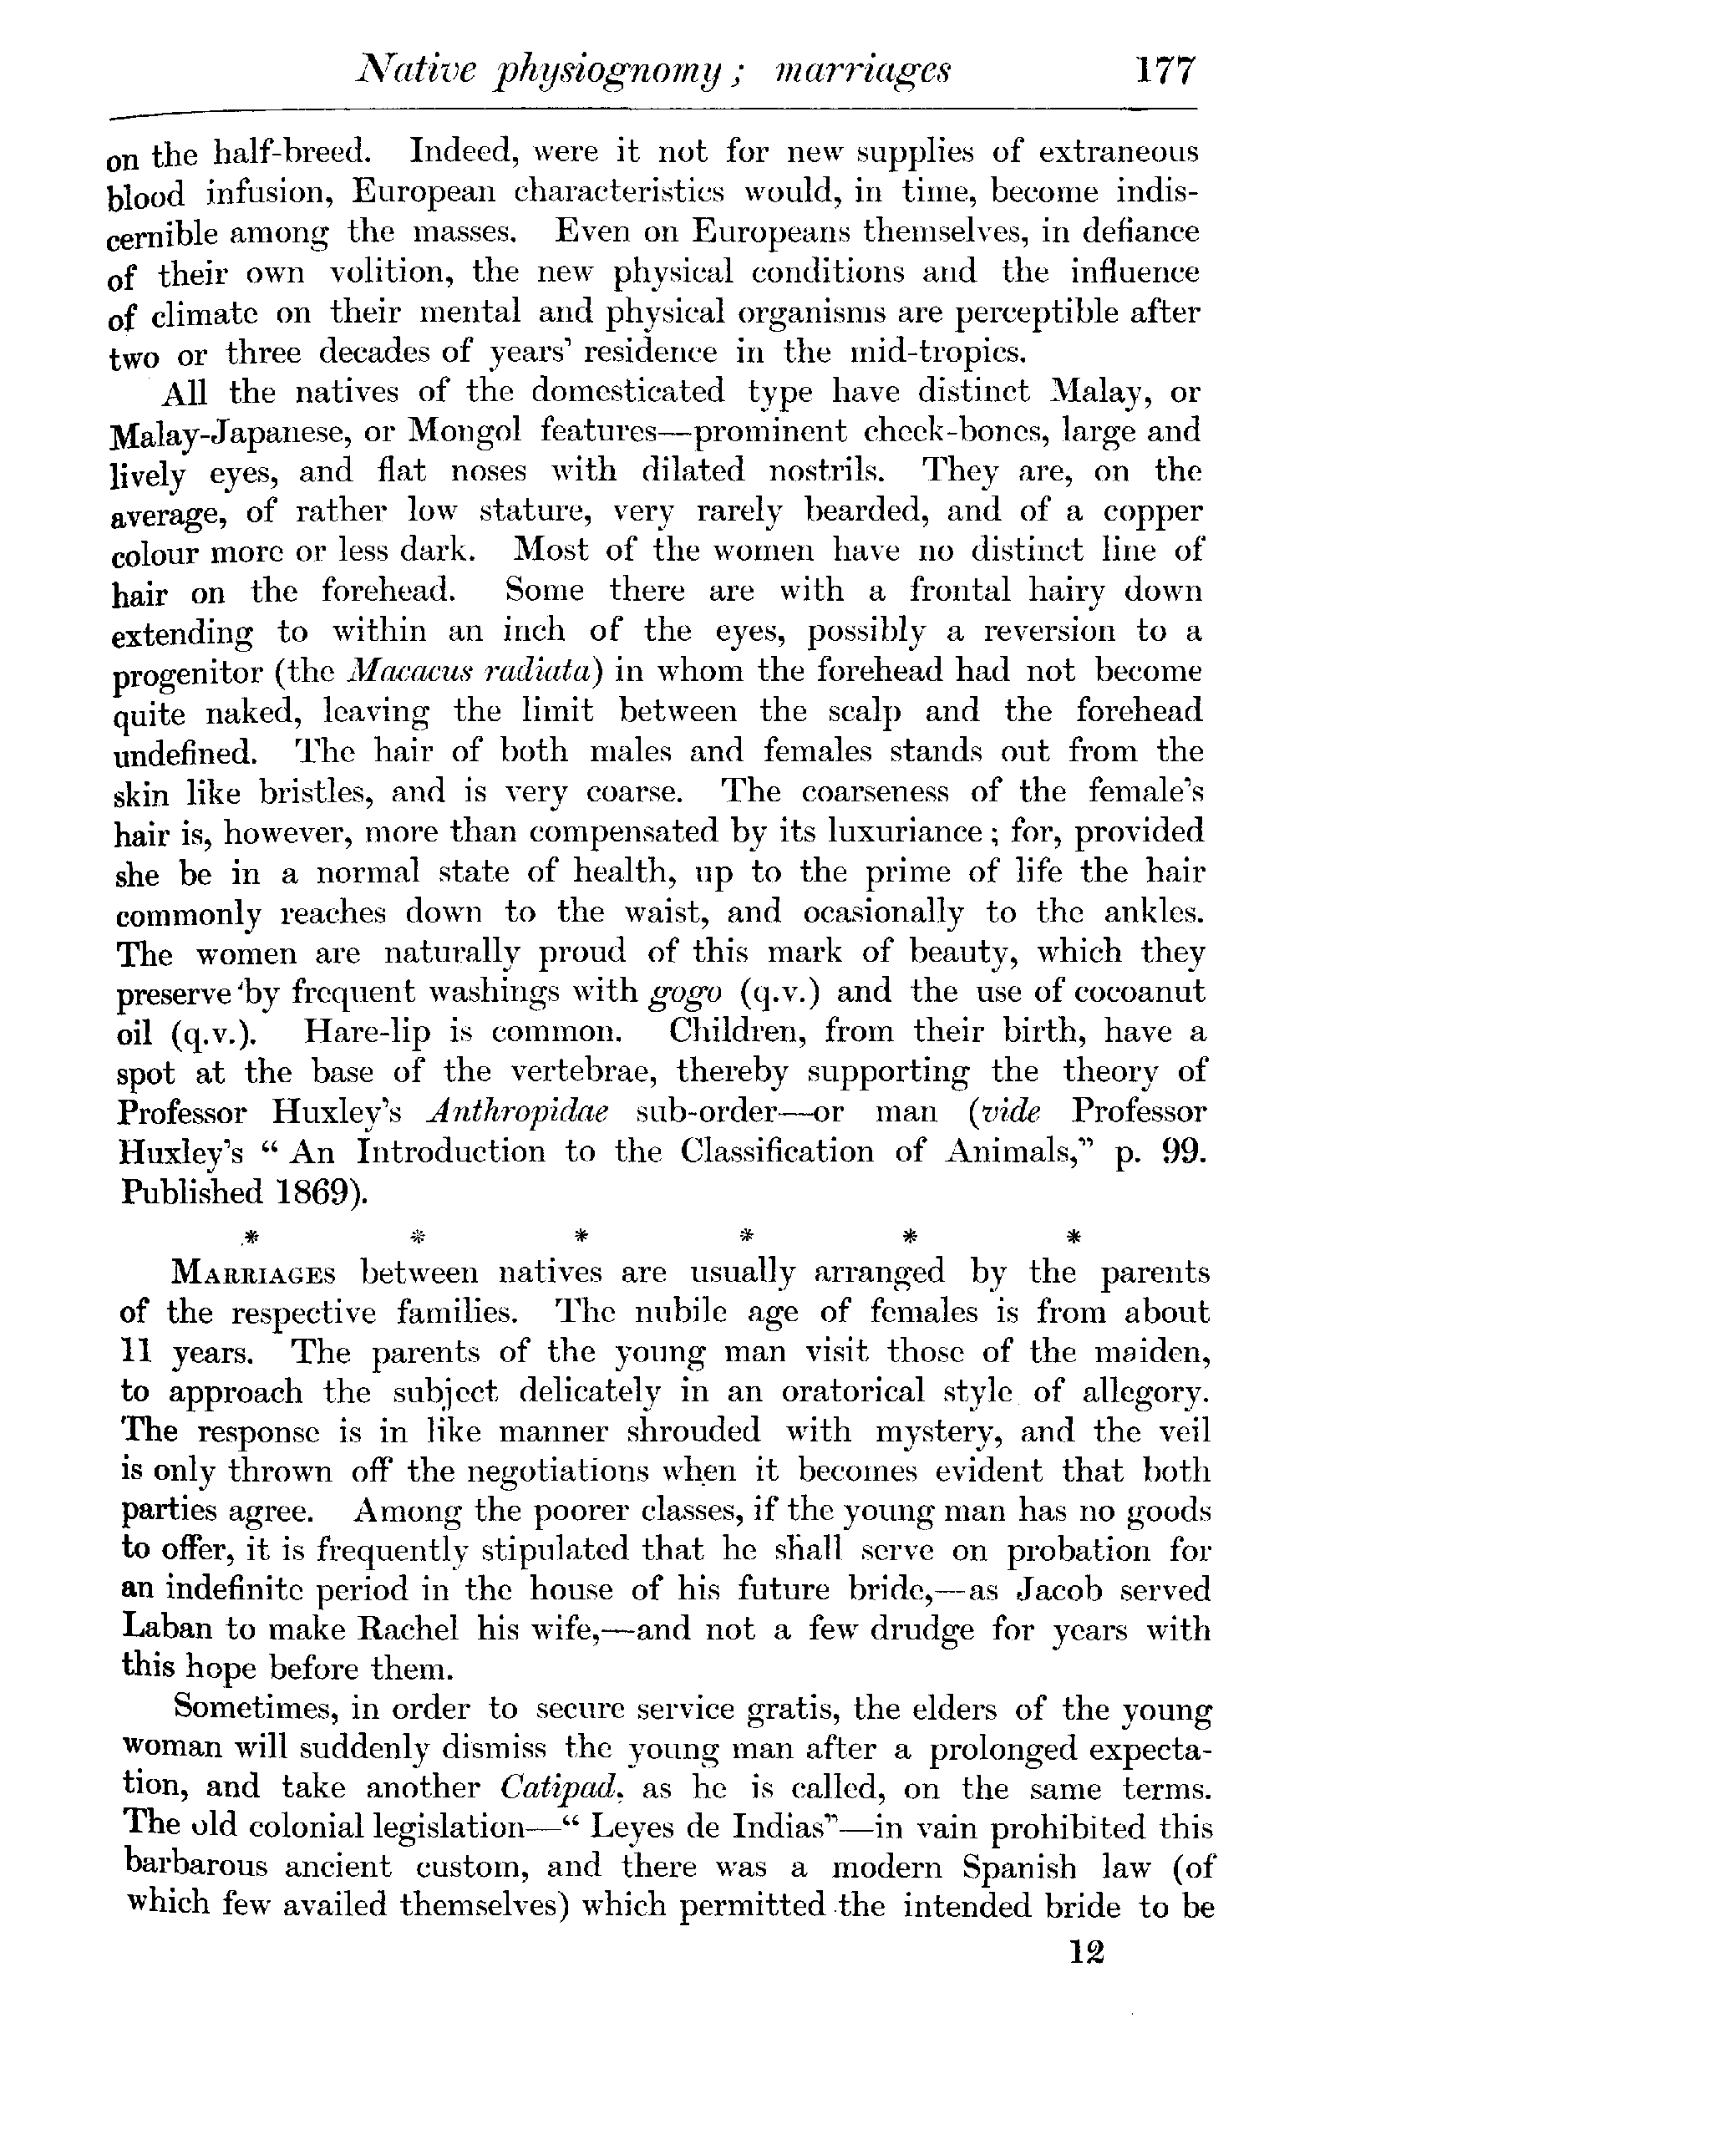 Native physiognomy; marriages 177
on the half-breed. Indeed, were it not for new supplies of extraneous
blood infusion, European characteristics would, in time, become indis-
cernible among the masses. Even on Europeans themselves, in defiance
of their own volition, the new physical conditions and the influence
of climate on their mental and physical organisms are perceptible after
two or three decades of years' residence in the mid-tropics.
All the natives of the domesticated type have distinct Malay, or
Malay-Japanese, or Mongol features—prominent cheek-bones, large and
lively eyes, and flat noses with dilated nostrils. They are, on the
average, of rather low stature, very rarely bearded, and of a copper
colour more or less dark. Most of the women have no distinct line of
hair on the forehead. Some there are with a frontal hairy down
extending to within an inch of the eyes, possibly a reversion to a
progenitor (the Macacus radiata) in whom the forehead had not become
quite naked, leaving the limit between the scalp and the forehead
undefined. The hair of both males and females stands out from the
skin like bristles, and is very coarse. The coarseness of the female's
hair is, however, more than compensated by its luxuriance; for, provided
she be in a normal state of health, up to the prime of life the hair
commonly reaches down to the waist, and ocasionally to the ankles.
The women are naturally proud of this mark of beauty, which they
preserve by frequent washings with gogo (q.v.) and the use of cocoanut
oil (q.v.). Hare-lip is common. Children, from their birth, have a
spot at the base of the vertebrae, thereby supporting the theory of
Professor Huxley's Anthropidae sub-order—or man (vide Professor
Huxley's "An Introduction to the Classification of Animals," p. 99.
Published 1869).
* * * * * *
MARRIAGES between natives are usually arranged by the parents
of the respective families. The nubile age of females is from about
11 years. The parents of the young man visit those of the maiden,
to approach the subject delicately in an oratorical style of allegory.
The response is in like manner shrouded with mystery, and the veil
is only thrown off the negotiations when it becomes evident that both
parties agree. Among the poorer classes, if the young man has no goods
to offer, it is frequently stipulated that he shall serve on probation for
an indefinite period in the house of his future bride,—as Jacob served
Laban to make Rachel his wife,—and not a few drudge for years with
this hope before them.
Sometimes, in order to secure service gratis, the elders of the young
woman will suddenly dismiss the young man after a prolonged expecta-
tion, and take another Catipad, as he is called, on the same terms.
The old colonial legislation—"Leyes de Indias"—in vain prohibited this
barbarous ancient custom, and there was a modern Spanish law (of
which few availed themselves) which permitted the intended bride to be
12